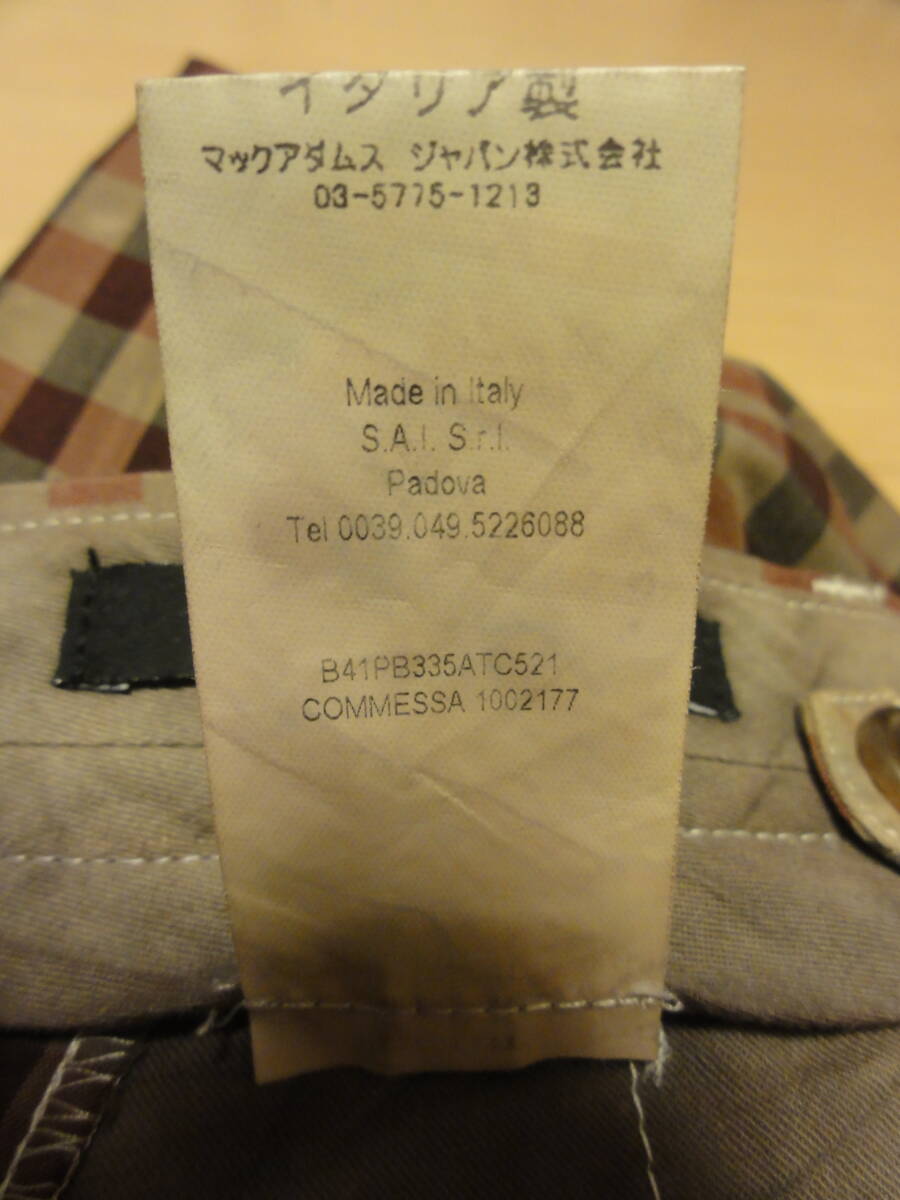 イタリア製
マックアダムス ジャパン株式会社
03-5775-1213
Made in Italy
S.A.I. S.r.l.
Padova
Tel 0039.049.5226088
B41PB335ATC521
COMMESSA 1002177